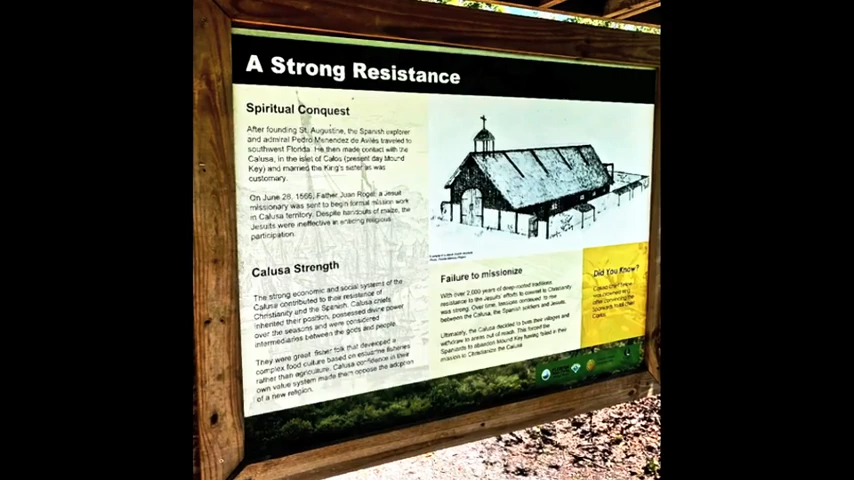 A Strong Resistance
Spiritual Conquest
After founding St. Augustine, the Spanish explorer
and admiral Pedro Menendez de Avilés traveled to
southwest Florida. He then made contact with the
Calusa, in the islet of Calos (present day Mound
Key) and married the King's sister as was
customary.
On June 28, 1566, Father Juan Rogel, a Jesuit
missionary was sent to begin formal mission work
in Calusa territory. Despite handouts of maize, the
Jesuits were ineffective in enticing religious
participation.
Calusa Strength
The strong economic and social systems of the
Calusa contributed to their resistance of
Christianity and the Spanish. Calusa chiefs
inherited their position, possessed divine power
over the seasons and were considered
intermediaries between the gods and people.
They were great fisher folk that developed a
complex food culture based on estuarine fisheries
rather than agriculture. Calusa confidence in their
own value system made them oppose the adoption
of a new religion.
Failure to missionize
With over 2,000 years of deep-rooted traditions,
resistance to the Jesuits' efforts to convert to Christianity
was strong. Over time, tensions continued to rise
between the Calusa, the Spanish soldiers and Jesuits.
Ultimately, the Calusa decided to burn their villages and
withdraw to areas out of reach. This forced the
Spaniards to abandon Mound Key having failed in their
mission to Christianize the Calusa.
Did You Know?